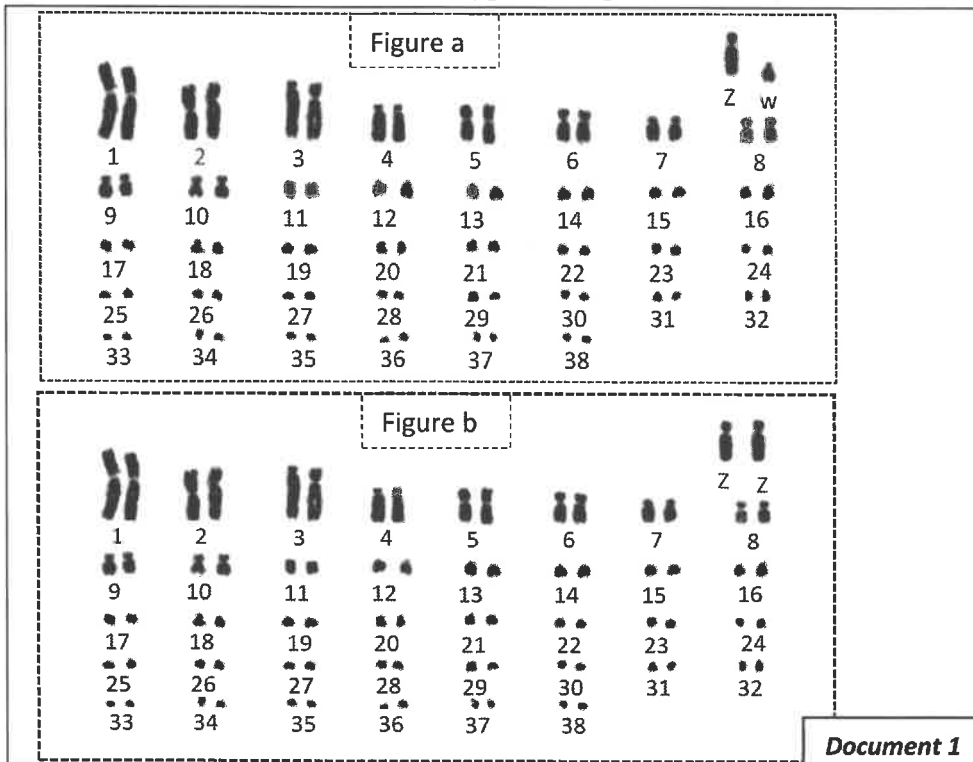 Figure a
Z w
1 2 3 4 5 6 7 8
9 10 11 12 13 14 15 16
17 18 19 20 21 22 23 24
25 26 27 28 29 30 31 32
33 34 35 36 37 38
Figure b
Z Z
1 2 3 4 5 6 7 8
9 10 11 12 13 14 15 16
17 18 19 20 21 22 23 24
25 26 27 28 29 30 31 32
33 34 35 36 37 38
Document 1